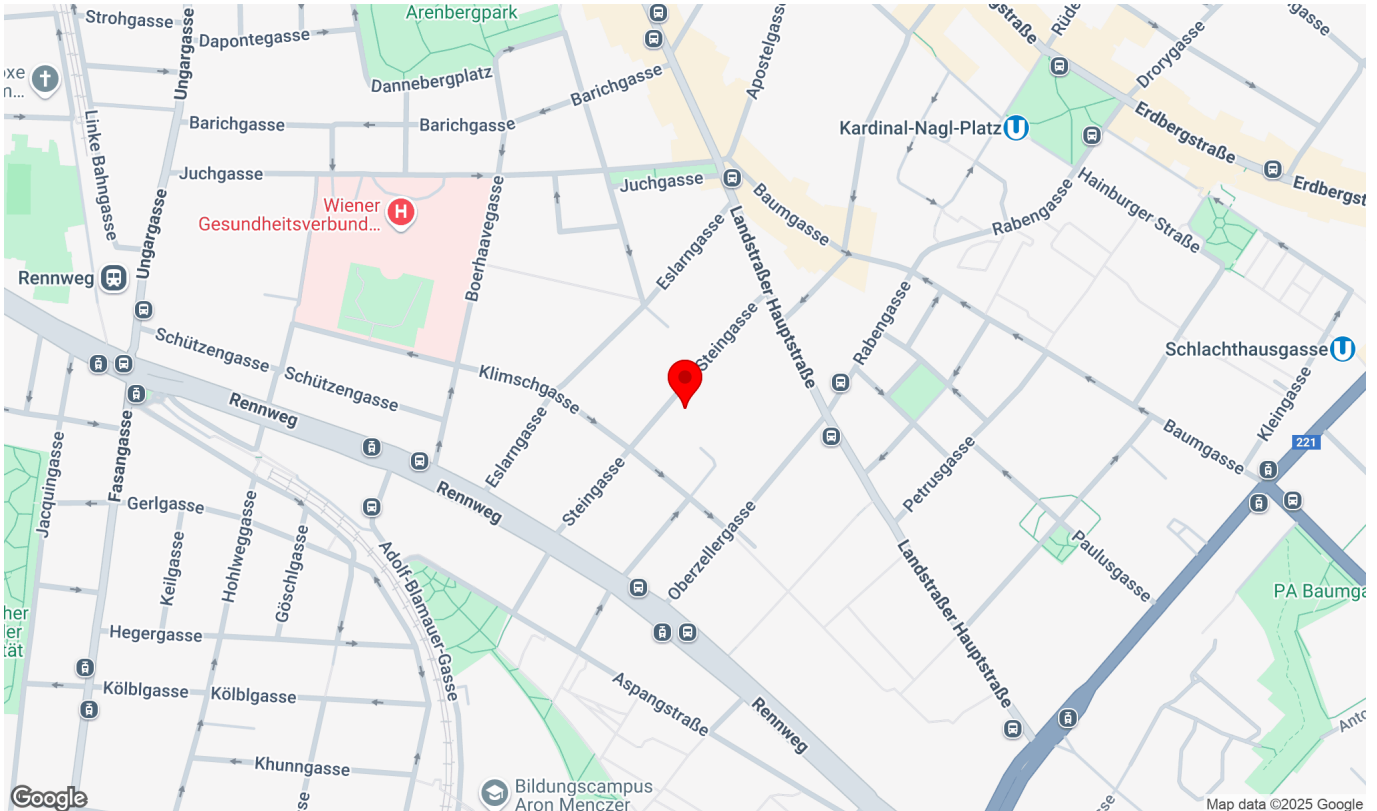 Strohgasse
Dapontegasse
Ungargasse
Arenbergpark
Dannebergplatz
Barichgasse
Apostelgasse
Drorygasse
Erdbergstraße
Linke Bahngasse
Barichgasse
Barichgasse
Kardinal-Nagl-Platz
Juchgasse
Juchgasse
Wiener
Gesundheitsverbund...
H
Boerhaavegasse
Eslarngasse
Landstraßer Hauptstraße
Baumgasse
Rabengasse
Hainburger Straße
Ungargasse
Rennweg
Schützengasse
Schützengasse
Klimschgasse
Steingasse
Rabengasse
Schlachthausgasse
Kleingasse
Rennweg
Fasangasse
Jacquingasse
Eslarngasse
Steingasse
Petrusgasse
Baumgasse
221
Gerlgasse
Keilgasse
Hohlweggasse
Göschlgasse
Rennweg
Adolf-Blamauer-Gasse
Oberzellergasse
Landstraßer Hauptstraße
Paulusgasse
Hegergasse
Kölblgasse
Kölblgasse
Aspangstraße
Rennweg
Khunngasse
Bildungscampus
Aron Menczer
Google
Map data ©2025 Google